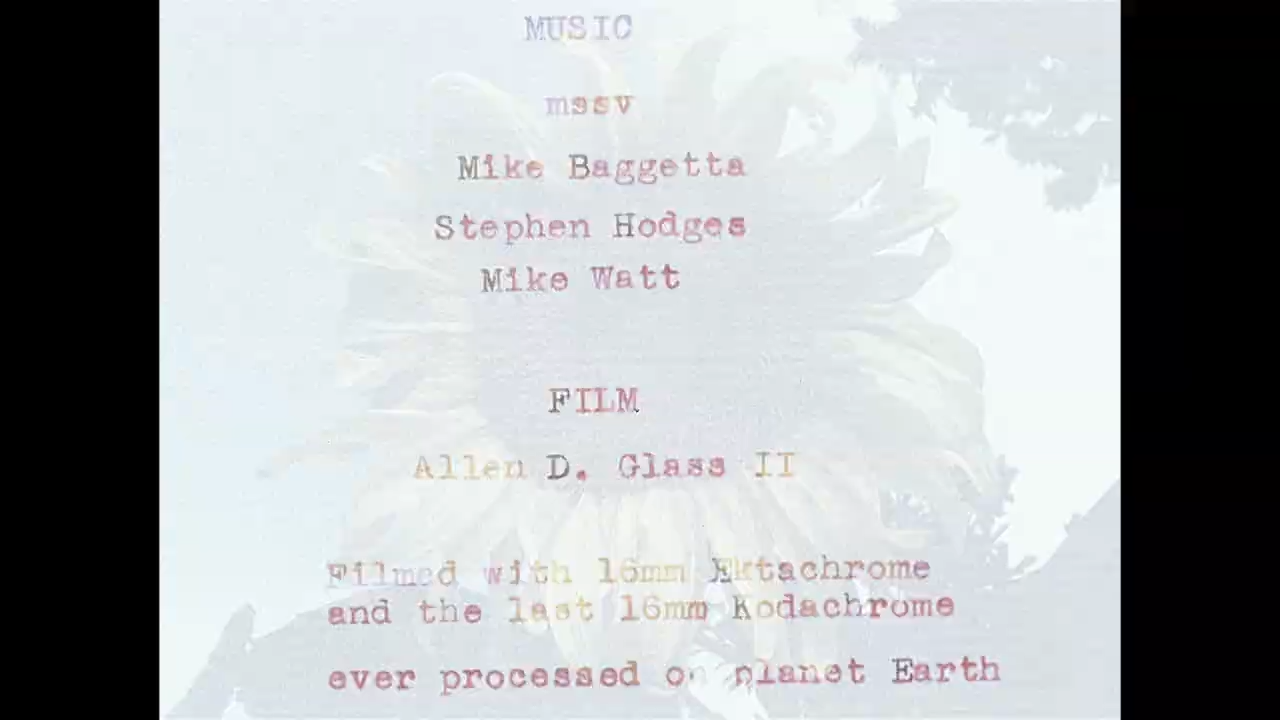 MUSIC
mssv
Mike Baggetta
Stephen Hodges
Mike Watt
FILM
Allen D. Glass II
Filmed with 16mm Ektachrome
and the last 16mm Kodachrome
ever processed on planet Earth